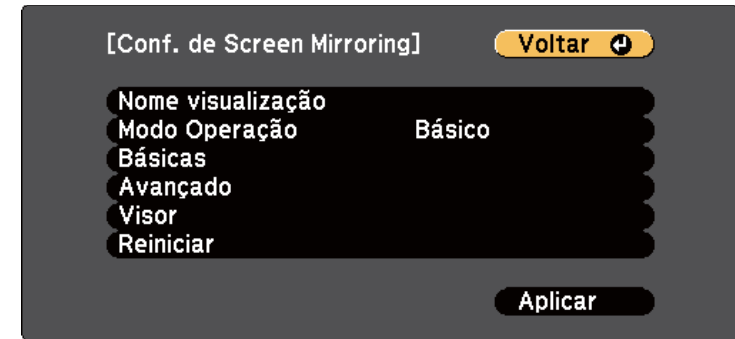 [Conf. de Screen Mirroring] Voltar
Nome visualização
Modo Operação Básico
Básicas
Avançado
Visor
Reiniciar
Aplicar